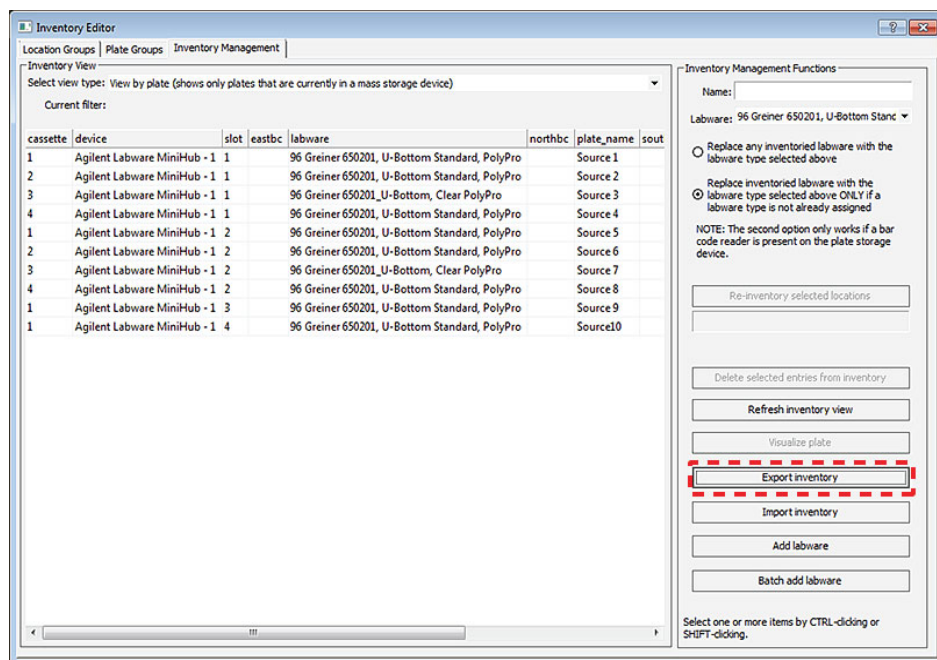 Inventory Editor
Location Groups Plate Groups Inventory Management
Inventory View
Select view type: View by plate (shows only plates that are currently in a mass storage device)
Current filter:
cassette device slot eastbc labware northbc plate_name sout
1 Agilent Labware MiniHub - 1 1 96 Greiner 650201, U-Bottom Standard, PolyPro Source 1
2 Agilent Labware MiniHub - 1 1 96 Greiner 650201, U-Bottom Standard, PolyPro Source 2
3 Agilent Labware MiniHub - 1 1 96 Greiner 650201_U-Bottom, Clear PolyPro Source 3
4 Agilent Labware MiniHub - 1 1 96 Greiner 650201, U-Bottom Standard, PolyPro Source 4
1 Agilent Labware MiniHub - 1 2 96 Greiner 650201, U-Bottom Standard, PolyPro Source 5
2 Agilent Labware MiniHub - 1 2 96 Greiner 650201, U-Bottom Standard, PolyPro Source 6
3 Agilent Labware MiniHub - 1 2 96 Greiner 650201_U-Bottom, Clear PolyPro Source 7
4 Agilent Labware MiniHub - 1 2 96 Greiner 650201, U-Bottom Standard, PolyPro Source 8
1 Agilent Labware MiniHub - 1 3 96 Greiner 650201, U-Bottom Standard, PolyPro Source 9
1 Agilent Labware MiniHub - 1 4 96 Greiner 650201, U-Bottom Standard, PolyPro Source10
Inventory Management Functions
Name:
Labware: 96 Greiner 650201, U-Bottom Stanc
Replace any inventoried labware with the
labware type selected above
Replace inventoried labware with the
labware type selected above ONLY if a
labware type is not already assigned
NOTE: The second option only works if a bar
code reader is present on the plate storage
device.
Re-inventory selected locations
Delete selected entries from inventory
Refresh inventory view
Visualize plate
Export inventory
Import inventory
Add labware
Batch add labware
Select one or more items by CTRL-clicking or
SHIFT-clicking.